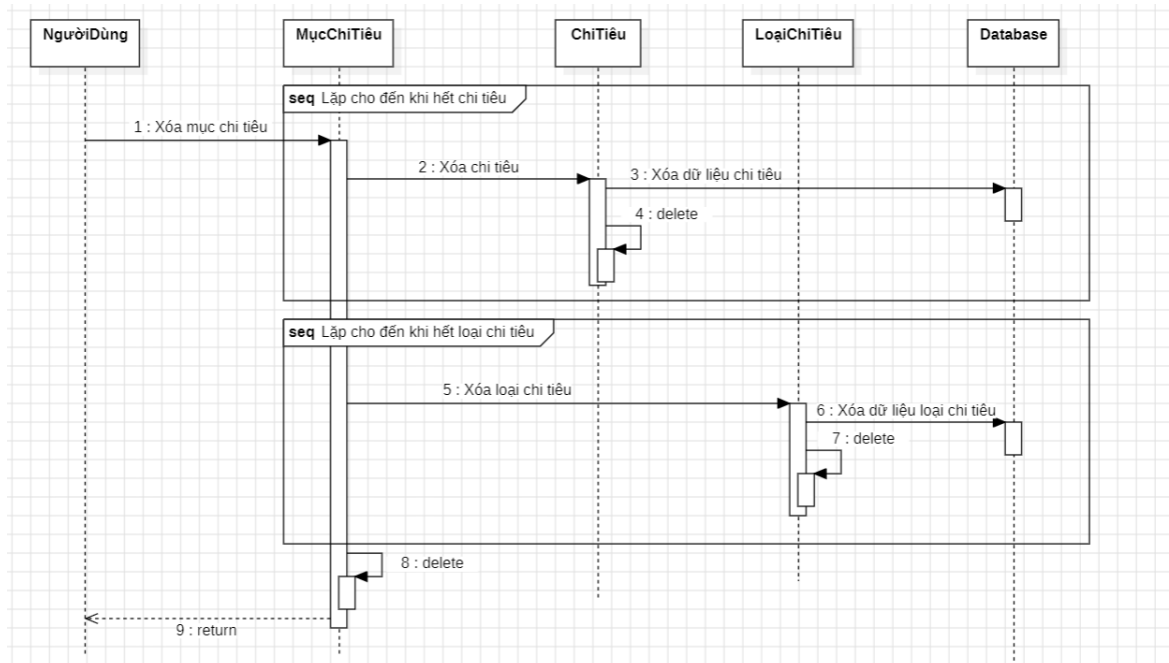 NgườiDùng
MụcChiTiêu
ChiTiêu
LoạiChiTiêu
Database
seq Lặp cho đến khi hết chi tiêu
1 : Xóa mục chi tiêu
2 : Xóa chi tiêu
3 : Xóa dữ liệu chi tiêu
4 : delete
seq Lặp cho đến khi hết loại chi tiêu
5 : Xóa loại chi tiêu
6 : Xóa dữ liệu loại chi tiêu
7 : delete
8 : delete
9 : return